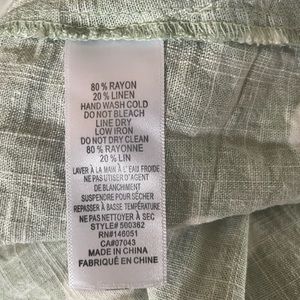 80% RAYON
20% LINEN
HAND WASH COLD
DO NOT BLEACH
LINE DRY
LOW IRON
DO NOT DRY CLEAN
80% RAYONNE
20% LIN
LAVER À LA MAIN À L'EAU FROIDE
NE PAS UTISER D'AGENT
DE BLANCHIMENT
SUSPENDRE POUR SÉCHER
REPASSER À BASSE TEMPÉRATURE
NE PAS NETTOYER À SEC
STYLE# 500362
RN#146051
CA#07043
MADE IN CHINA
FABRIQUÉ EN CHINE